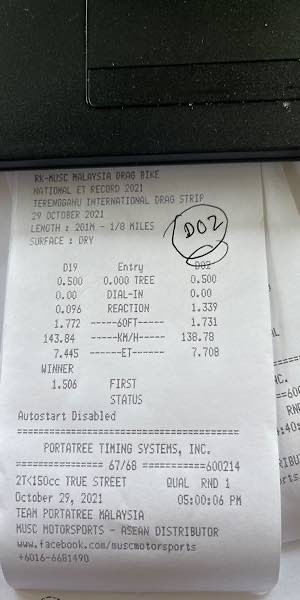 RK-MUSC MALAYSIA DRAG BIKE
NATIONAL ET RECORD 2021
TERENGGANU INTERNATIONAL DRAG STRIP
29 OCTOBER 2021
LENGTH : 201M - 1/8 MILES
SURFACE : DRY
D02
D19 Entry D02
0.500 0.000 TREE 0.500
0.00 DIAL-IN 0.00
0.096 REACTION 1.339
1.772 -----60FT----- 1.731
143.84 -----KM/H----- 138.78
7.445 ------ET------ 7.708
WINNER
1.506 FIRST
STATUS
Autostart Disabled
========================================
PORTATREE TIMING SYSTEMS, INC.
=============== 67/68 ===========600214
2T<150cc TRUE STREET QUAL RND 1
October 29, 2021 05:00:06 PM
TEAM PORTATREE MALAYSIA
MUSC MOTORSPORTS - ASEAN DISTRIBUTOR
www.facebook.com/muscmotorsports
+6016-6681490